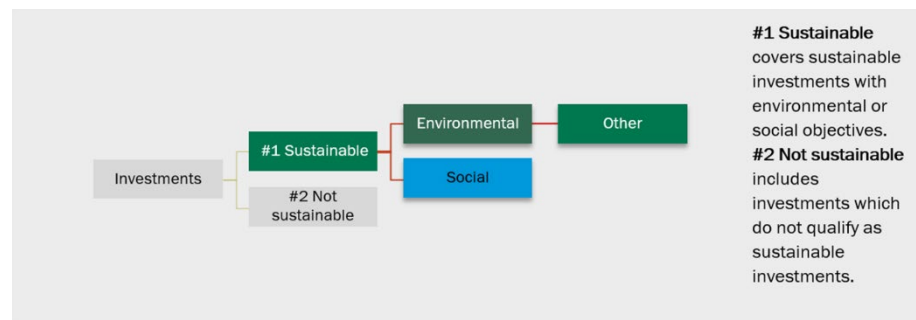 Investments
#1 Sustainable
#2 Not
sustainable
Environmental
Other
Social
#1 Sustainable
covers sustainable
investments with
environmental or
social objectives.
#2 Not sustainable
includes
investments which
do not qualify as
sustainable
investments.